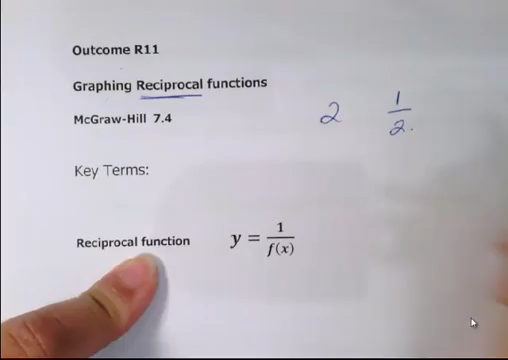 Outcome R11
Graphing Reciprocal functions
McGraw-Hill 7.4
2 1/2.
Key Terms:
Reciprocal function y = 1/f(x)